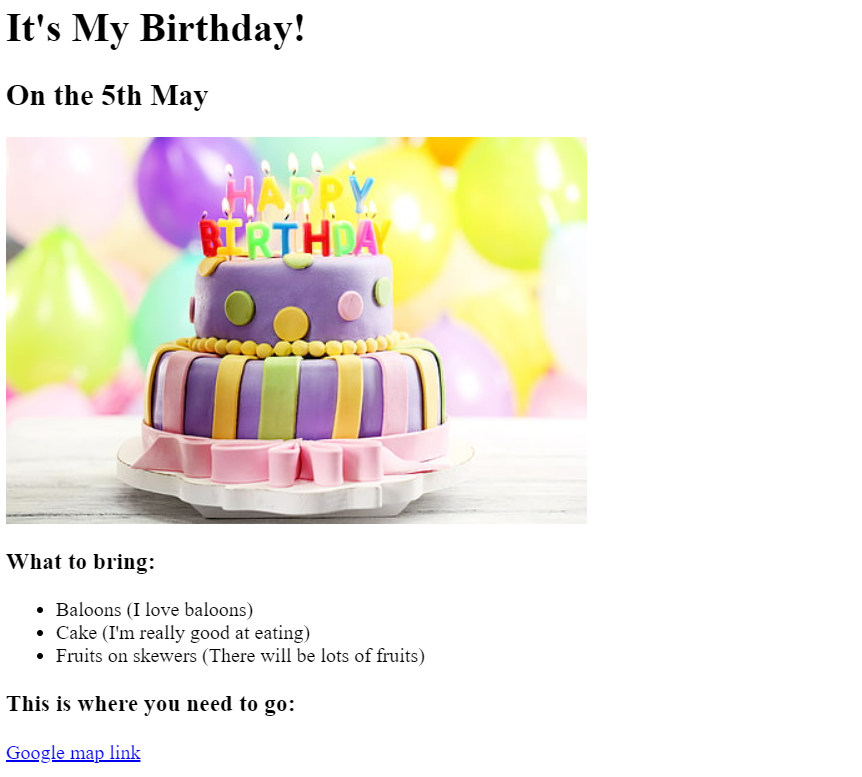 It's My Birthday!
On the 5th May
HAPPY
BIRTHDAY
What to bring:
Baloons (I love baloons)
Cake (I'm really good at eating)
Fruits on skewers (There will be lots of fruits)
This is where you need to go:
Google map link